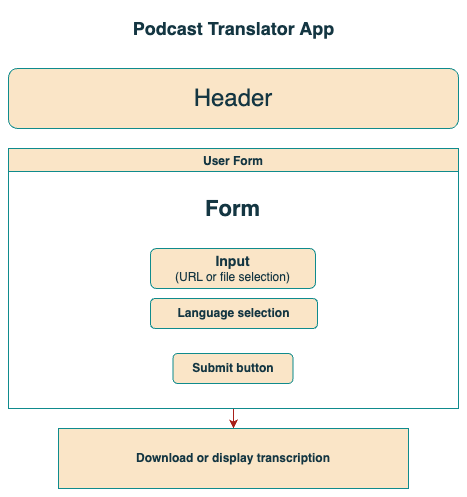 Podcast Translator App
Header
User Form
Form
Input
(URL or file selection)
Language selection
Submit button
Download or display transcription